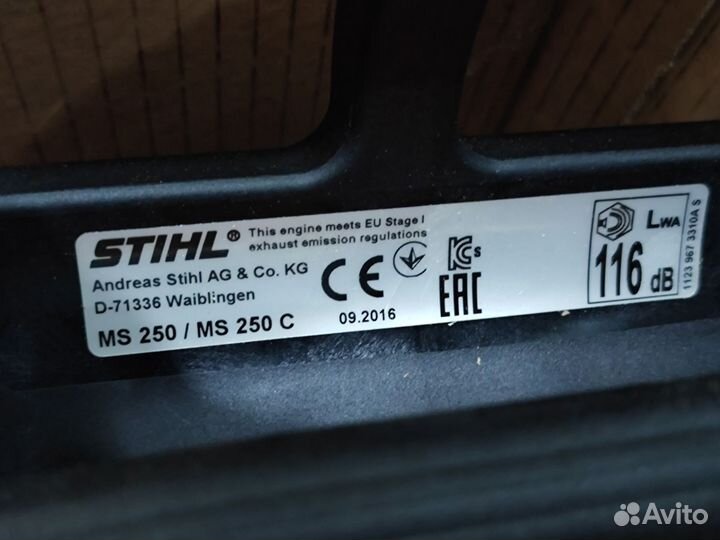 STIHL® This engine meets EU Stage I
exhaust emission regulations
Andreas Stihl AG & Co. KG
D-71336 Waiblingen
MS 250 / MS 250 C
CE
09.2016
S
EAC
LWA
116 dB
1123 967 3310A S
Avito